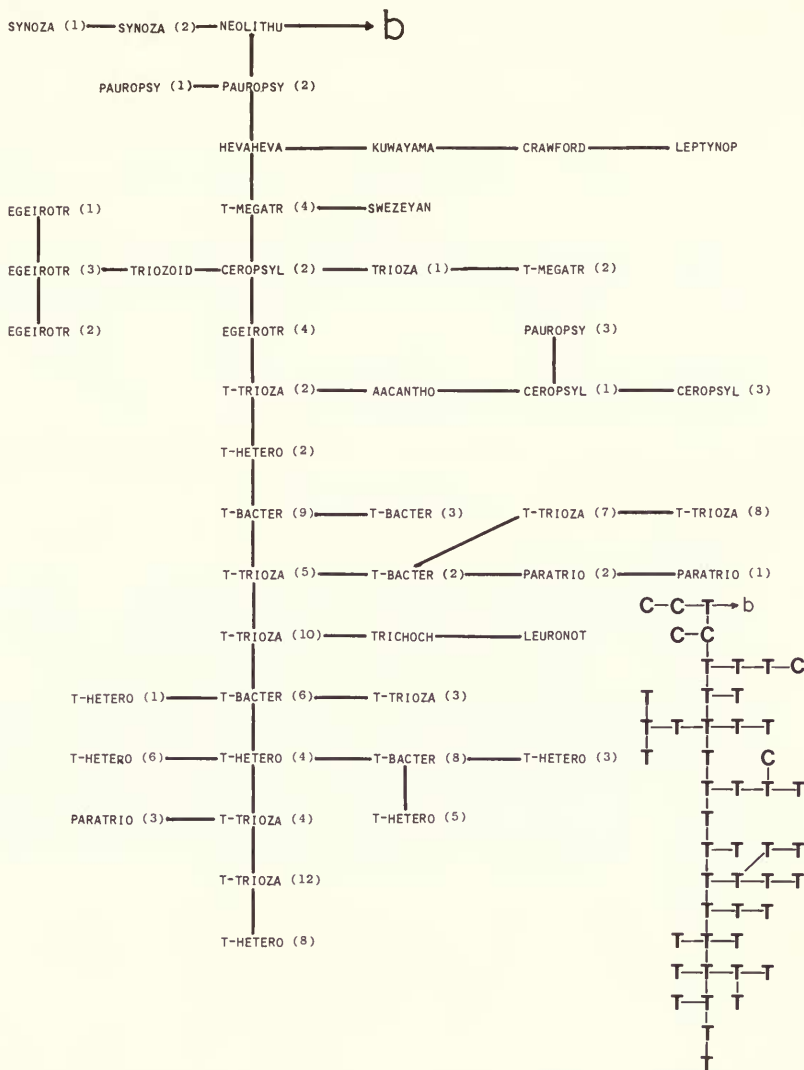 SYNOZA (1) SYNOZA (2) NEOLITHU b
PAUROPSY (1) PAUROPSY (2)
HEVAHEVA KUWAYAMA CRAWFORD LEPTYNOP
EGEIROTR (1) T-MEGATR (4) SWEZEYAN
EGEIROTR (3) TRIOZOID CEROPSYL (2) TRIOZA (1) T-MEGATR (2)
EGEIROTR (2) EGEIROTR (4) PAUROPSY (3)
T-TRIOZA (2) AACANTHO CEROPSYL (1) CEROPSYL (3)
T-HETERO (2)
T-BACTER (9) T-BACTER (3) T-TRIOZA (7) T-TRIOZA (8)
T-TRIOZA (5) T-BACTER (2) PARATRIO (2) PARATRIO (1)
T-TRIOZA (10) TRICHOCH LEURONOT
T-HETERO (1) T-BACTER (6) T-TRIOZA (3)
T-HETERO (6) T-HETERO (4) T-BACTER (8) T-HETERO (3)
PARATRIO (3) T-TRIOZA (4) T-HETERO (5)
T-TRIOZA (12)
T-HETERO (8)
C-C-T b
C-C
T-T-T-C
T T-T
T-T-T-T-T
T T C
T-T-T-T
T
T-T T-T
T-T-T-T
T-T-T
T-T-T
T-T-T-T
T-T T
T
T